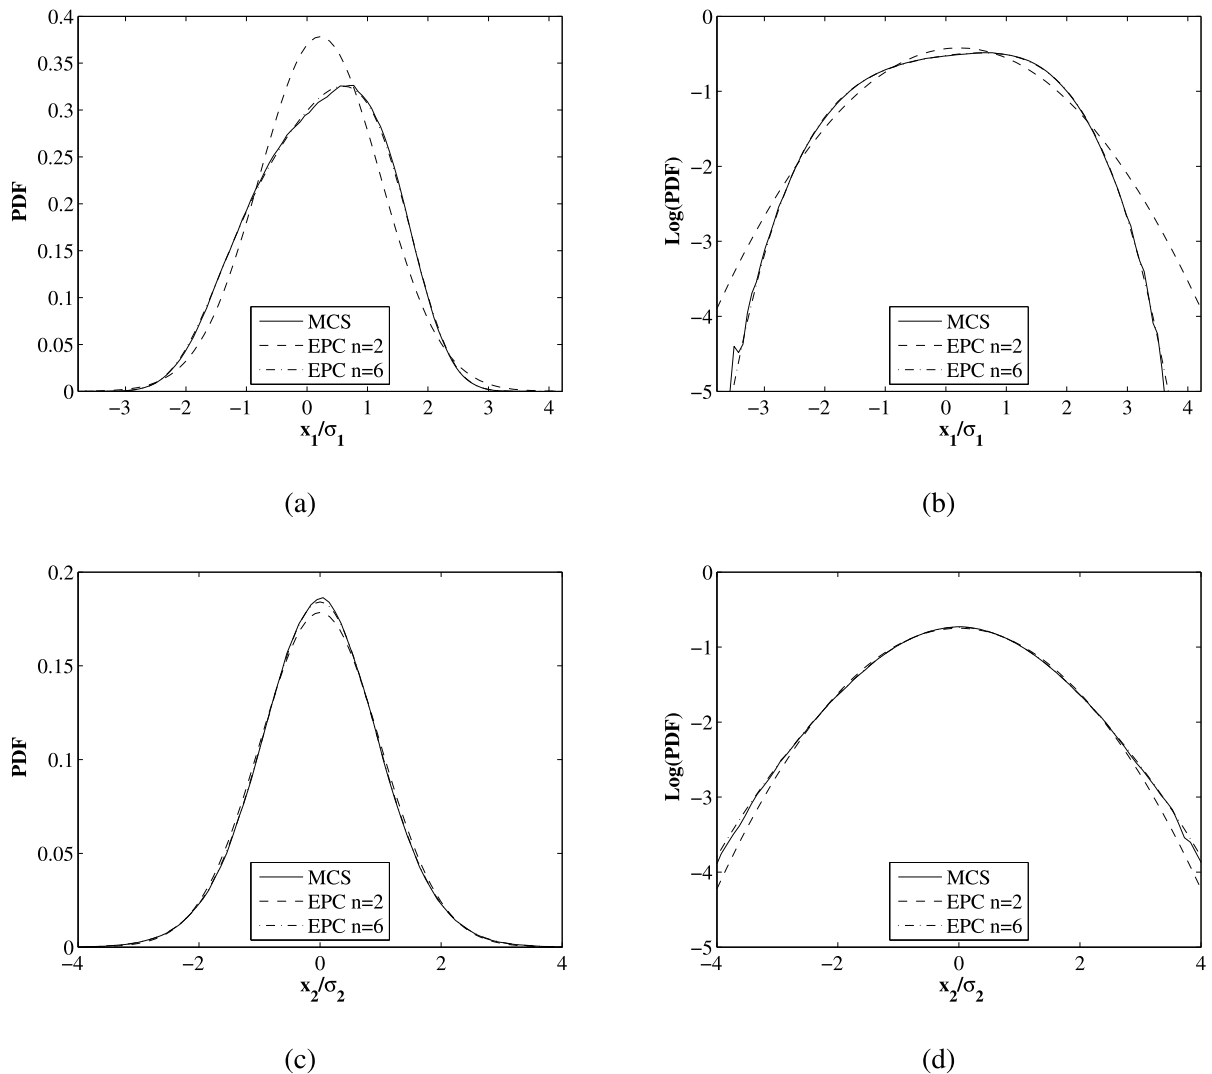 0.4
0.35
0.3
0.25
0.2
0.15
0.1
0.05
0
PDF
MCS
EPC n=2
EPC n=6
−3 −2 −1 0 1 2 3 4
x1/σ1
(a)
0
−1
−2
−3
−4
−5
Log(PDF)
MCS
EPC n=2
EPC n=6
−3 −2 −1 0 1 2 3 4
x1/σ1
(b)
0.2
0.15
0.1
0.05
0
PDF
MCS
EPC n=2
EPC n=6
−4 −2 0 2 4
x2/σ2
(c)
0
−1
−2
−3
−4
−5
Log(PDF)
MCS
EPC n=2
EPC n=6
−4 −2 0 2 4
x2/σ2
(d)